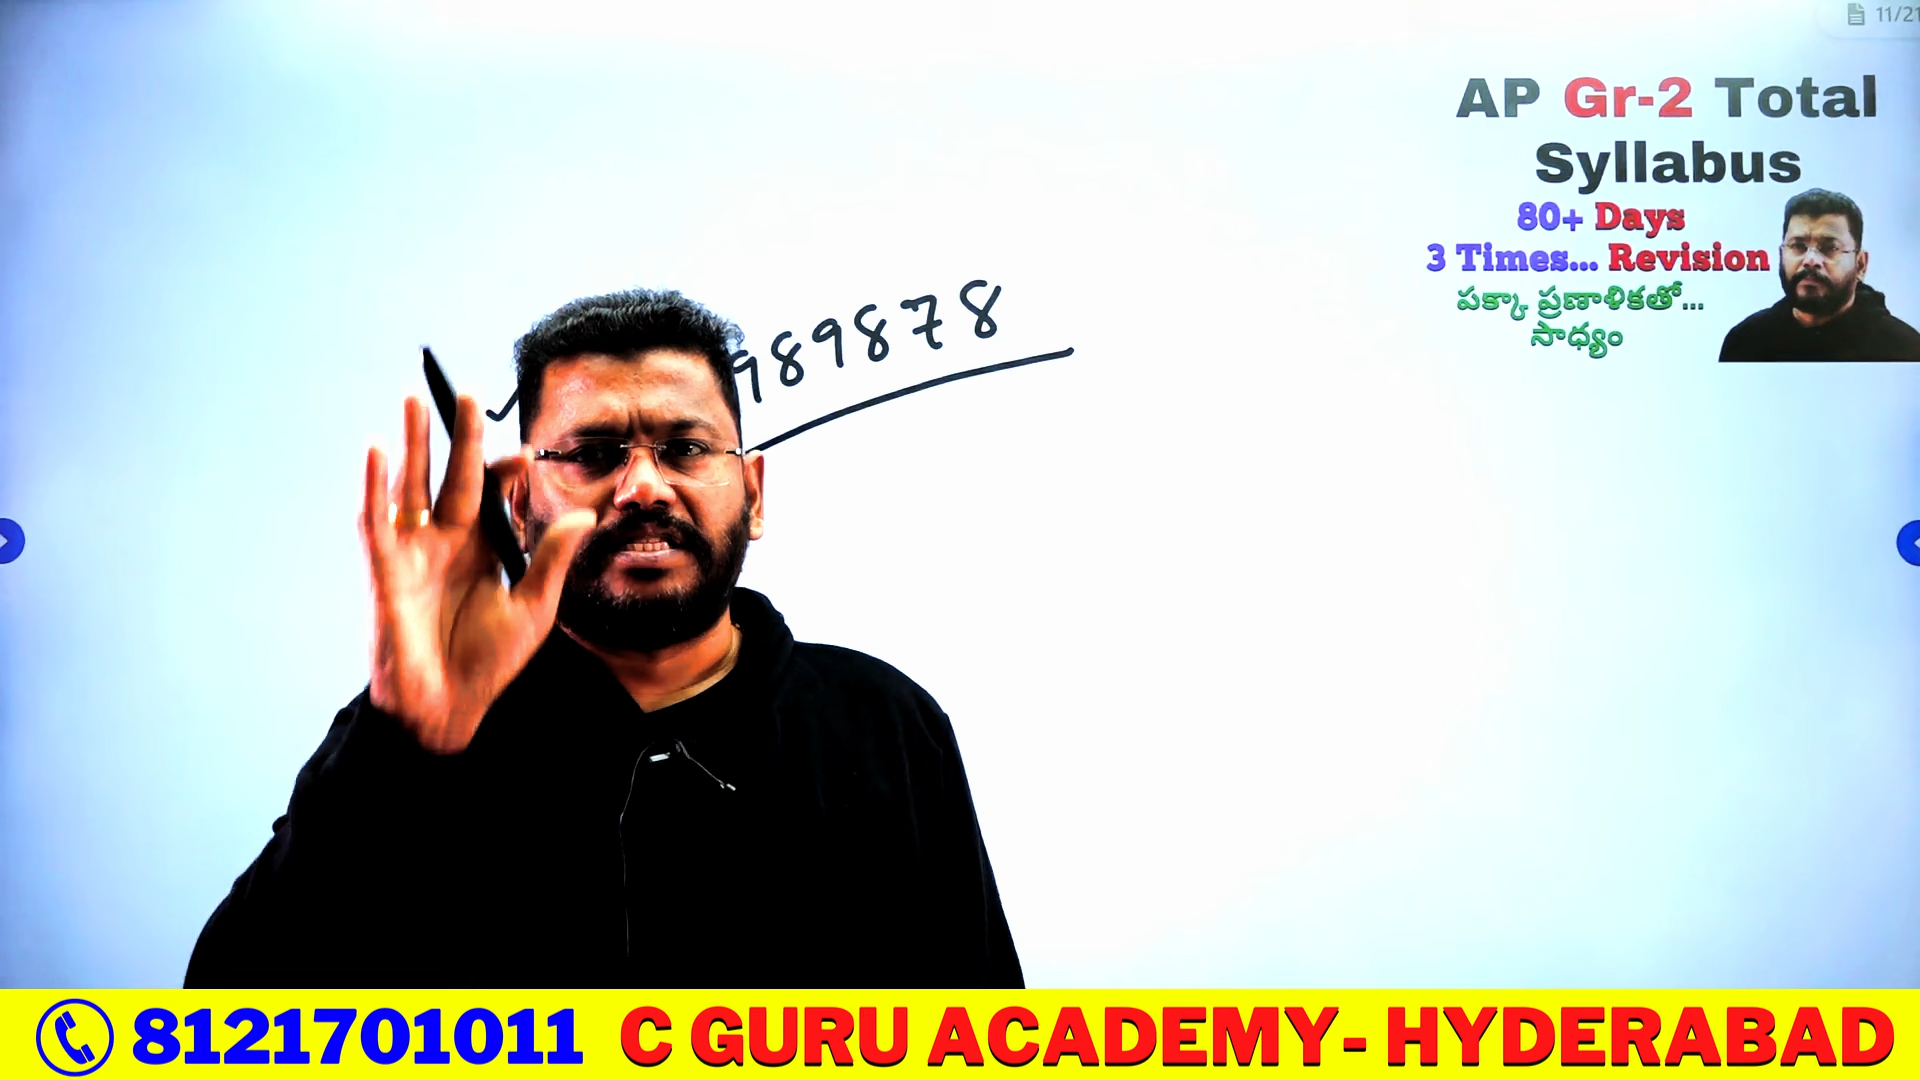 11/21
AP Gr-2 Total
Syllabus
80+ Days
3 Times... Revision
పక్కా ప్రణాళికతో...
సాధ్యం
989878
8121701011 C GURU ACADEMY- HYDERABAD